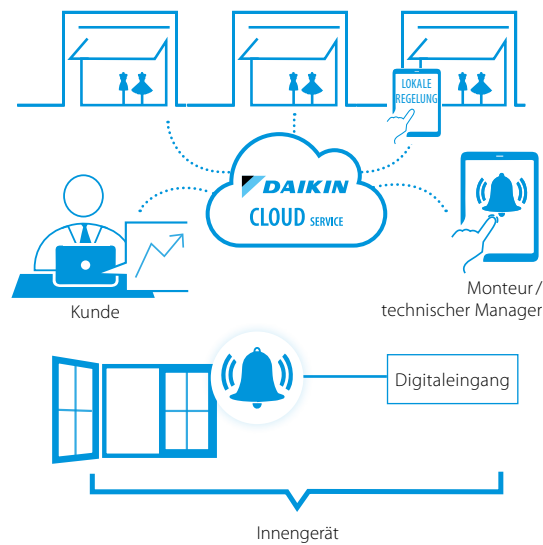 LOKALE
REGELUNG
DAIKIN
CLOUD SERVICE
Kunde
Monteur /
technischer Manager
Digitaleingang
Innengerät